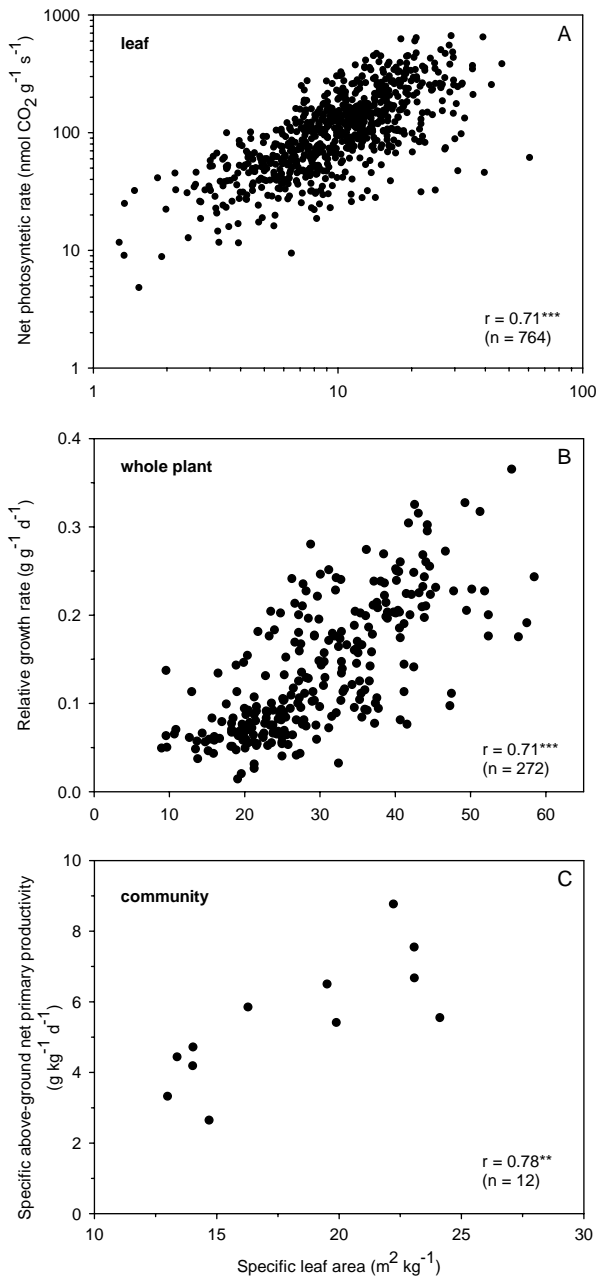 1000
leaf
A
Net photosyntetic rate (nmol CO2 g-1 s-1)
100
10
r = 0.71***
(n = 764)
1
1
10
100
0.4
whole plant
B
Relative growth rate (g g-1 d-1)
0.3
0.2
0.1
r = 0.71***
(n = 272)
0.0
0
10
20
30
40
50
60
10
community
C
Specific above-ground net primary productivity
(g kg-1 d-1)
8
6
4
2
r = 0.78**
(n = 12)
0
10
15
20
25
30
Specific leaf area (m2 kg-1)